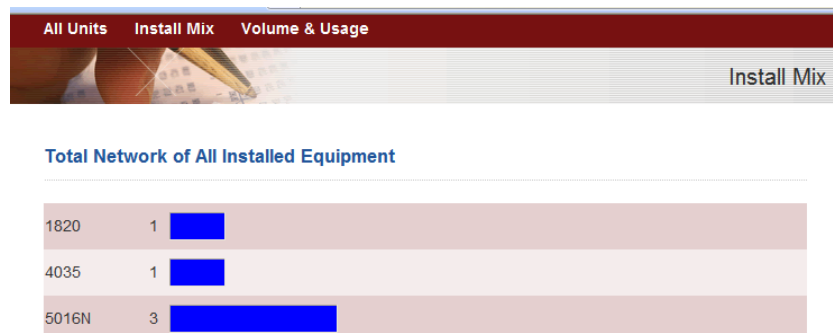 All Units Install Mix Volume & Usage
Install Mix
Total Network of All Installed Equipment
1820 1
4035 1
5016N 3